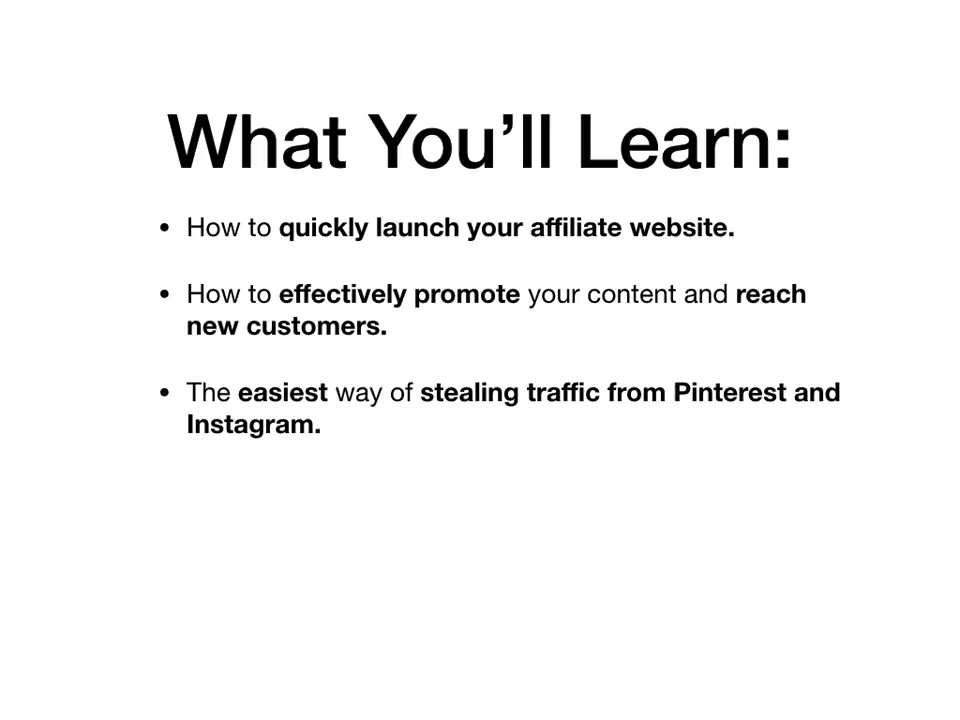 What You’ll Learn:
• How to quickly launch your affiliate website.
• How to effectively promote your content and reach
new customers.
• The easiest way of stealing traffic from Pinterest and
Instagram.